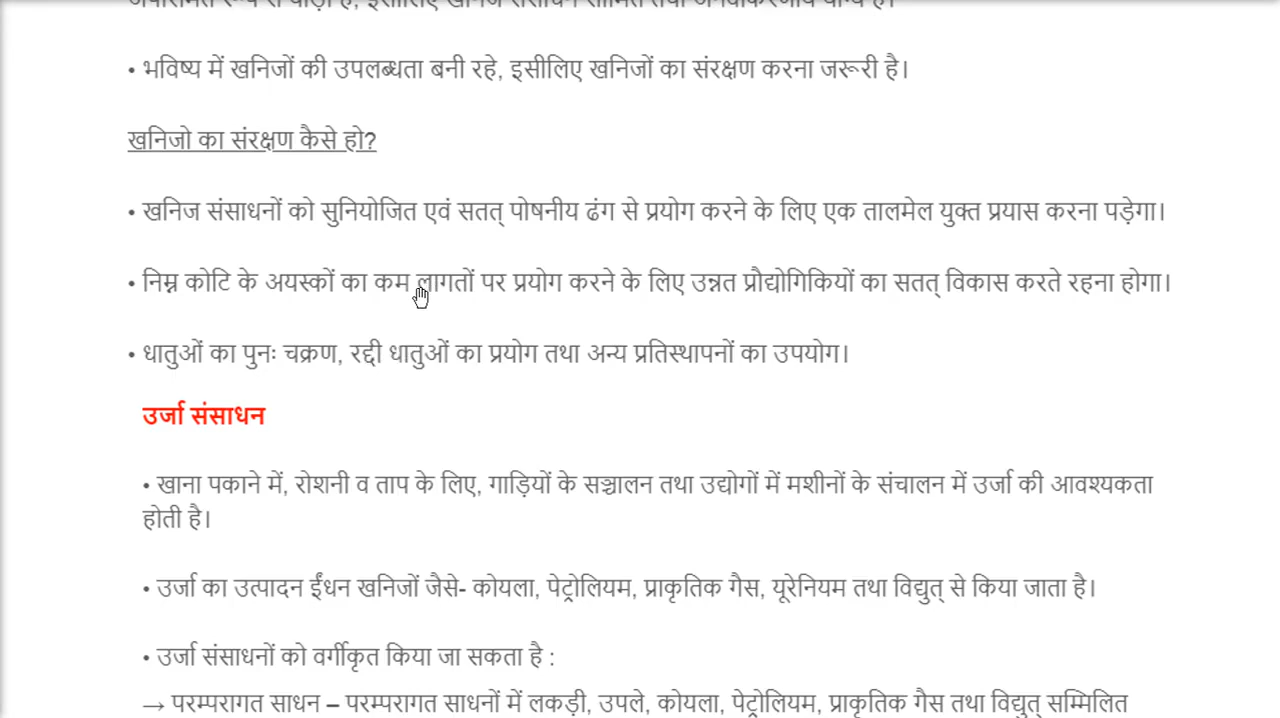 • भविष्य में खनिजों की उपलब्धता बनी रहे, इसीलिए खनिजों का संरक्षण करना जरूरी है।
खनिजो का संरक्षण कैसे हो?
• खनिज संसाधनों को सुनियोजित एवं सतत् पोषनीय ढंग से प्रयोग करने के लिए एक तालमेल युक्त प्रयास करना पड़ेगा।
• निम्न कोटि के अयस्कों का कम लागतों पर प्रयोग करने के लिए उन्नत प्रौद्योगिकियों का सतत् विकास करते रहना होगा।
• धातुओं का पुनः चक्रण, रद्दी धातुओं का प्रयोग तथा अन्य प्रतिस्थापनों का उपयोग।
उर्जा संसाधन
• खाना पकाने में, रोशनी व ताप के लिए, गाड़ियों के सञ्चालन तथा उद्योगों में मशीनों के संचालन में उर्जा की आवश्यकता
होती है।
• उर्जा का उत्पादन ईंधन खनिजों जैसे- कोयला, पेट्रोलियम, प्राकृतिक गैस, यूरेनियम तथा विद्युत् से किया जाता है।
• उर्जा संसाधनों को वर्गीकृत किया जा सकता है :
→ परम्परागत साधन – परम्परागत साधनों में लकड़ी, उपले, कोयला, पेट्रोलियम, प्राकृतिक गैस तथा विद्युत् सम्मिलित